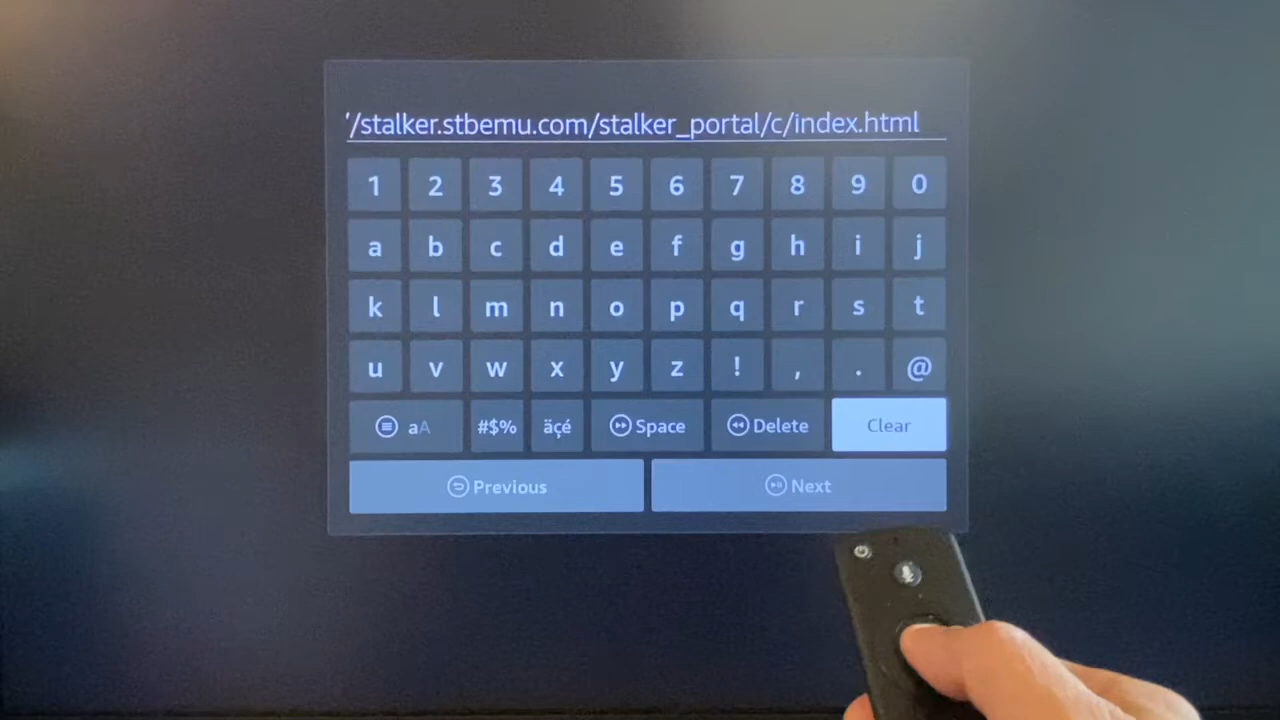 /stalker.stbemu.com/stalker_portal/c/index.html
1 2 3 4 5 6 7 8 9 0
a b c d e f g h i j
k l m n o p q r s t
u v w x y z ! , . @
aA #$% äçé Space Delete Clear
Previous Next